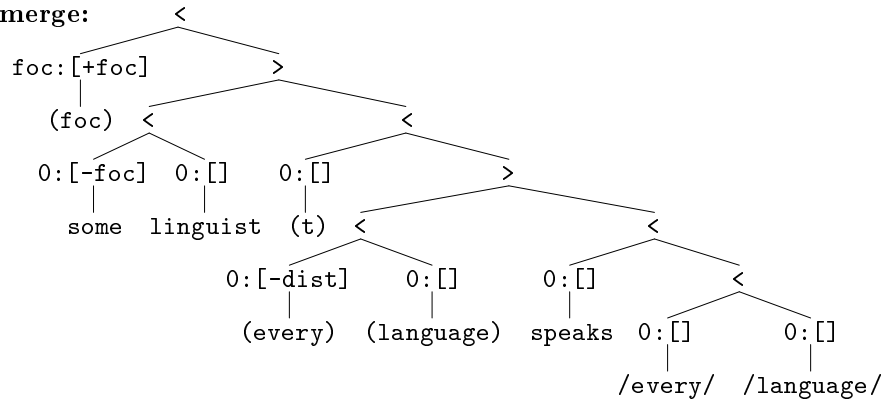 merge: <
foc:[+foc] >
(foc) < <
0:[-foc] 0:[] 0:[] >
some linguist (t) < <
0:[-dist] 0:[] 0:[] <
(every) (language) speaks 0:[] 0:[]
/every/ /language/